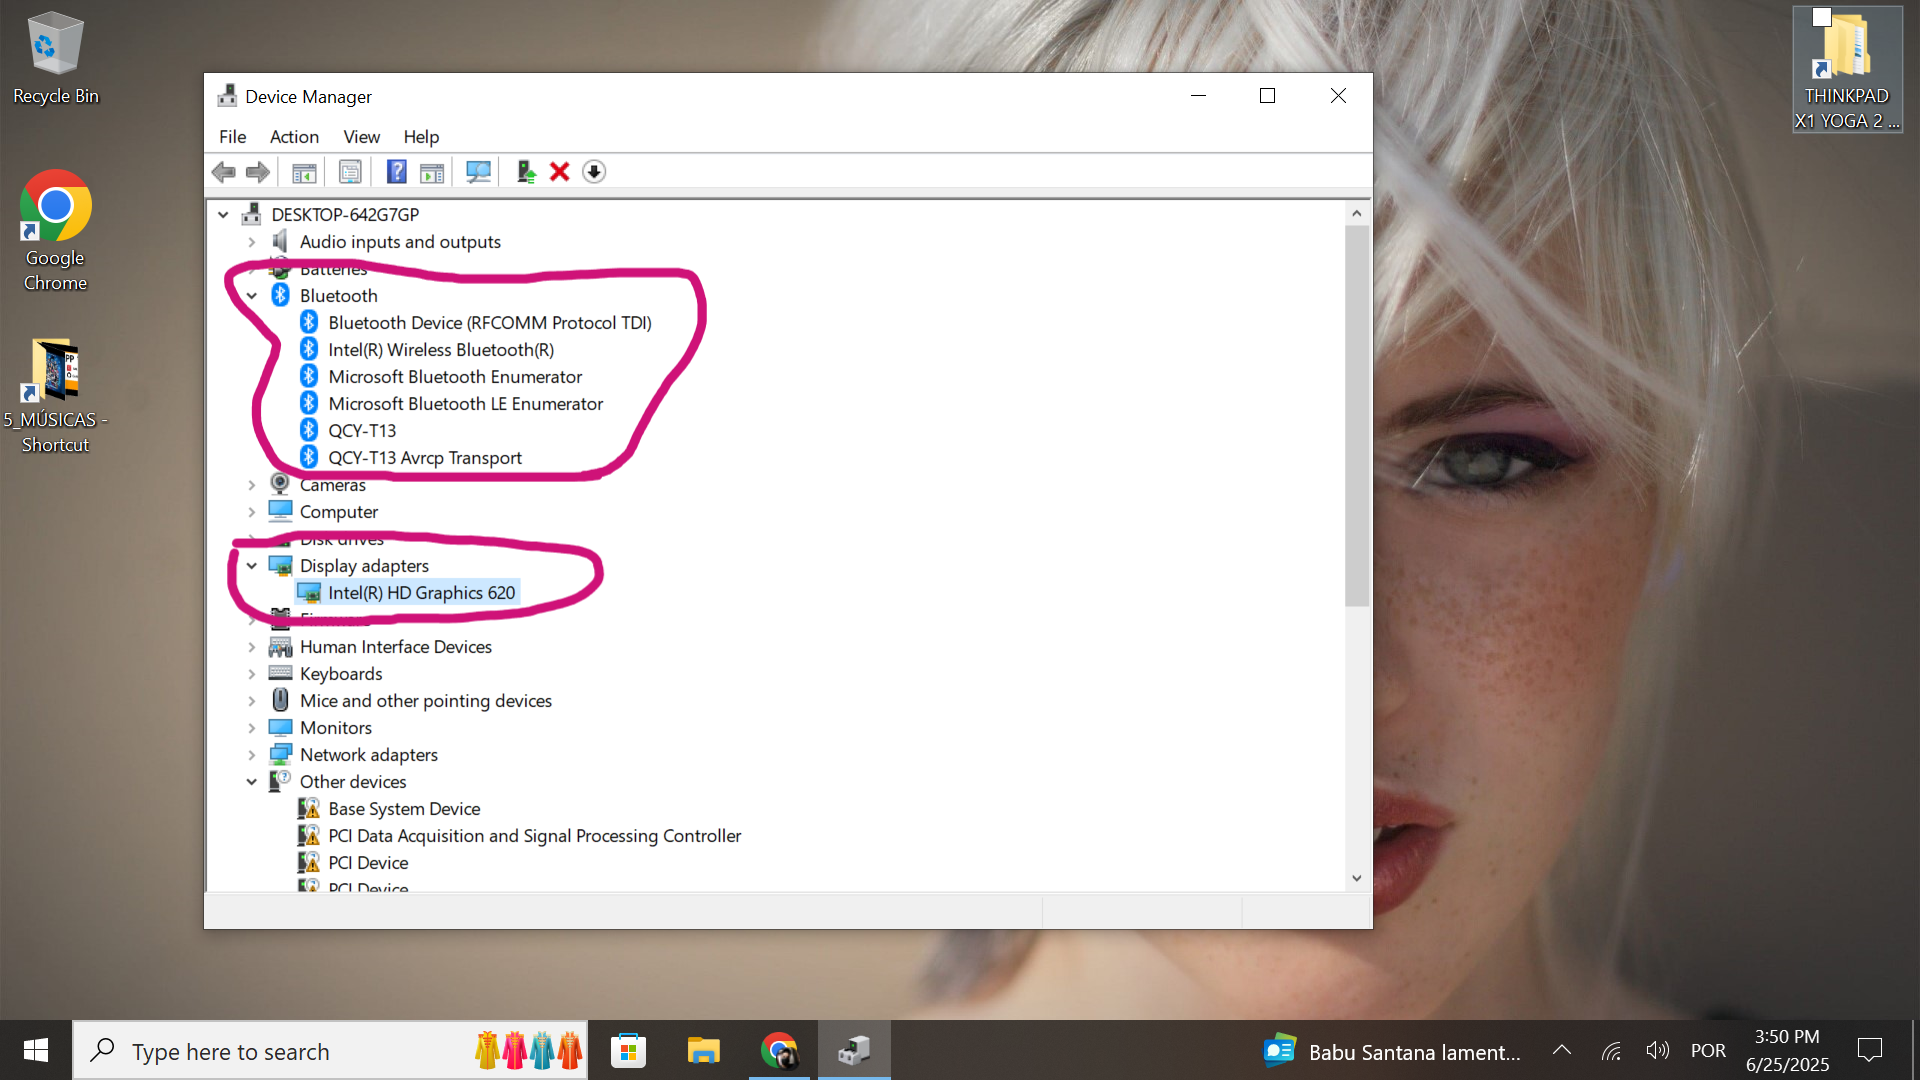 Recycle Bin
Google
Chrome
5_MÚSICAS -
Shortcut
THINKPAD
X1 YOGA 2 ...
Device Manager
File Action View Help
DESKTOP-642G7GP
Audio inputs and outputs
Batteries
Bluetooth
Bluetooth Device (RFCOMM Protocol TDI)
Intel(R) Wireless Bluetooth(R)
Microsoft Bluetooth Enumerator
Microsoft Bluetooth LE Enumerator
QCY-T13
QCY-T13 Avrcp Transport
Cameras
Computer
Disk drives
Display adapters
Intel(R) HD Graphics 620
Firmware
Human Interface Devices
Keyboards
Mice and other pointing devices
Monitors
Network adapters
Other devices
Base System Device
PCI Data Acquisition and Signal Processing Controller
PCI Device
PCI Device
Type here to search
Babu Santana lament...
POR
3:50 PM
6/25/2025